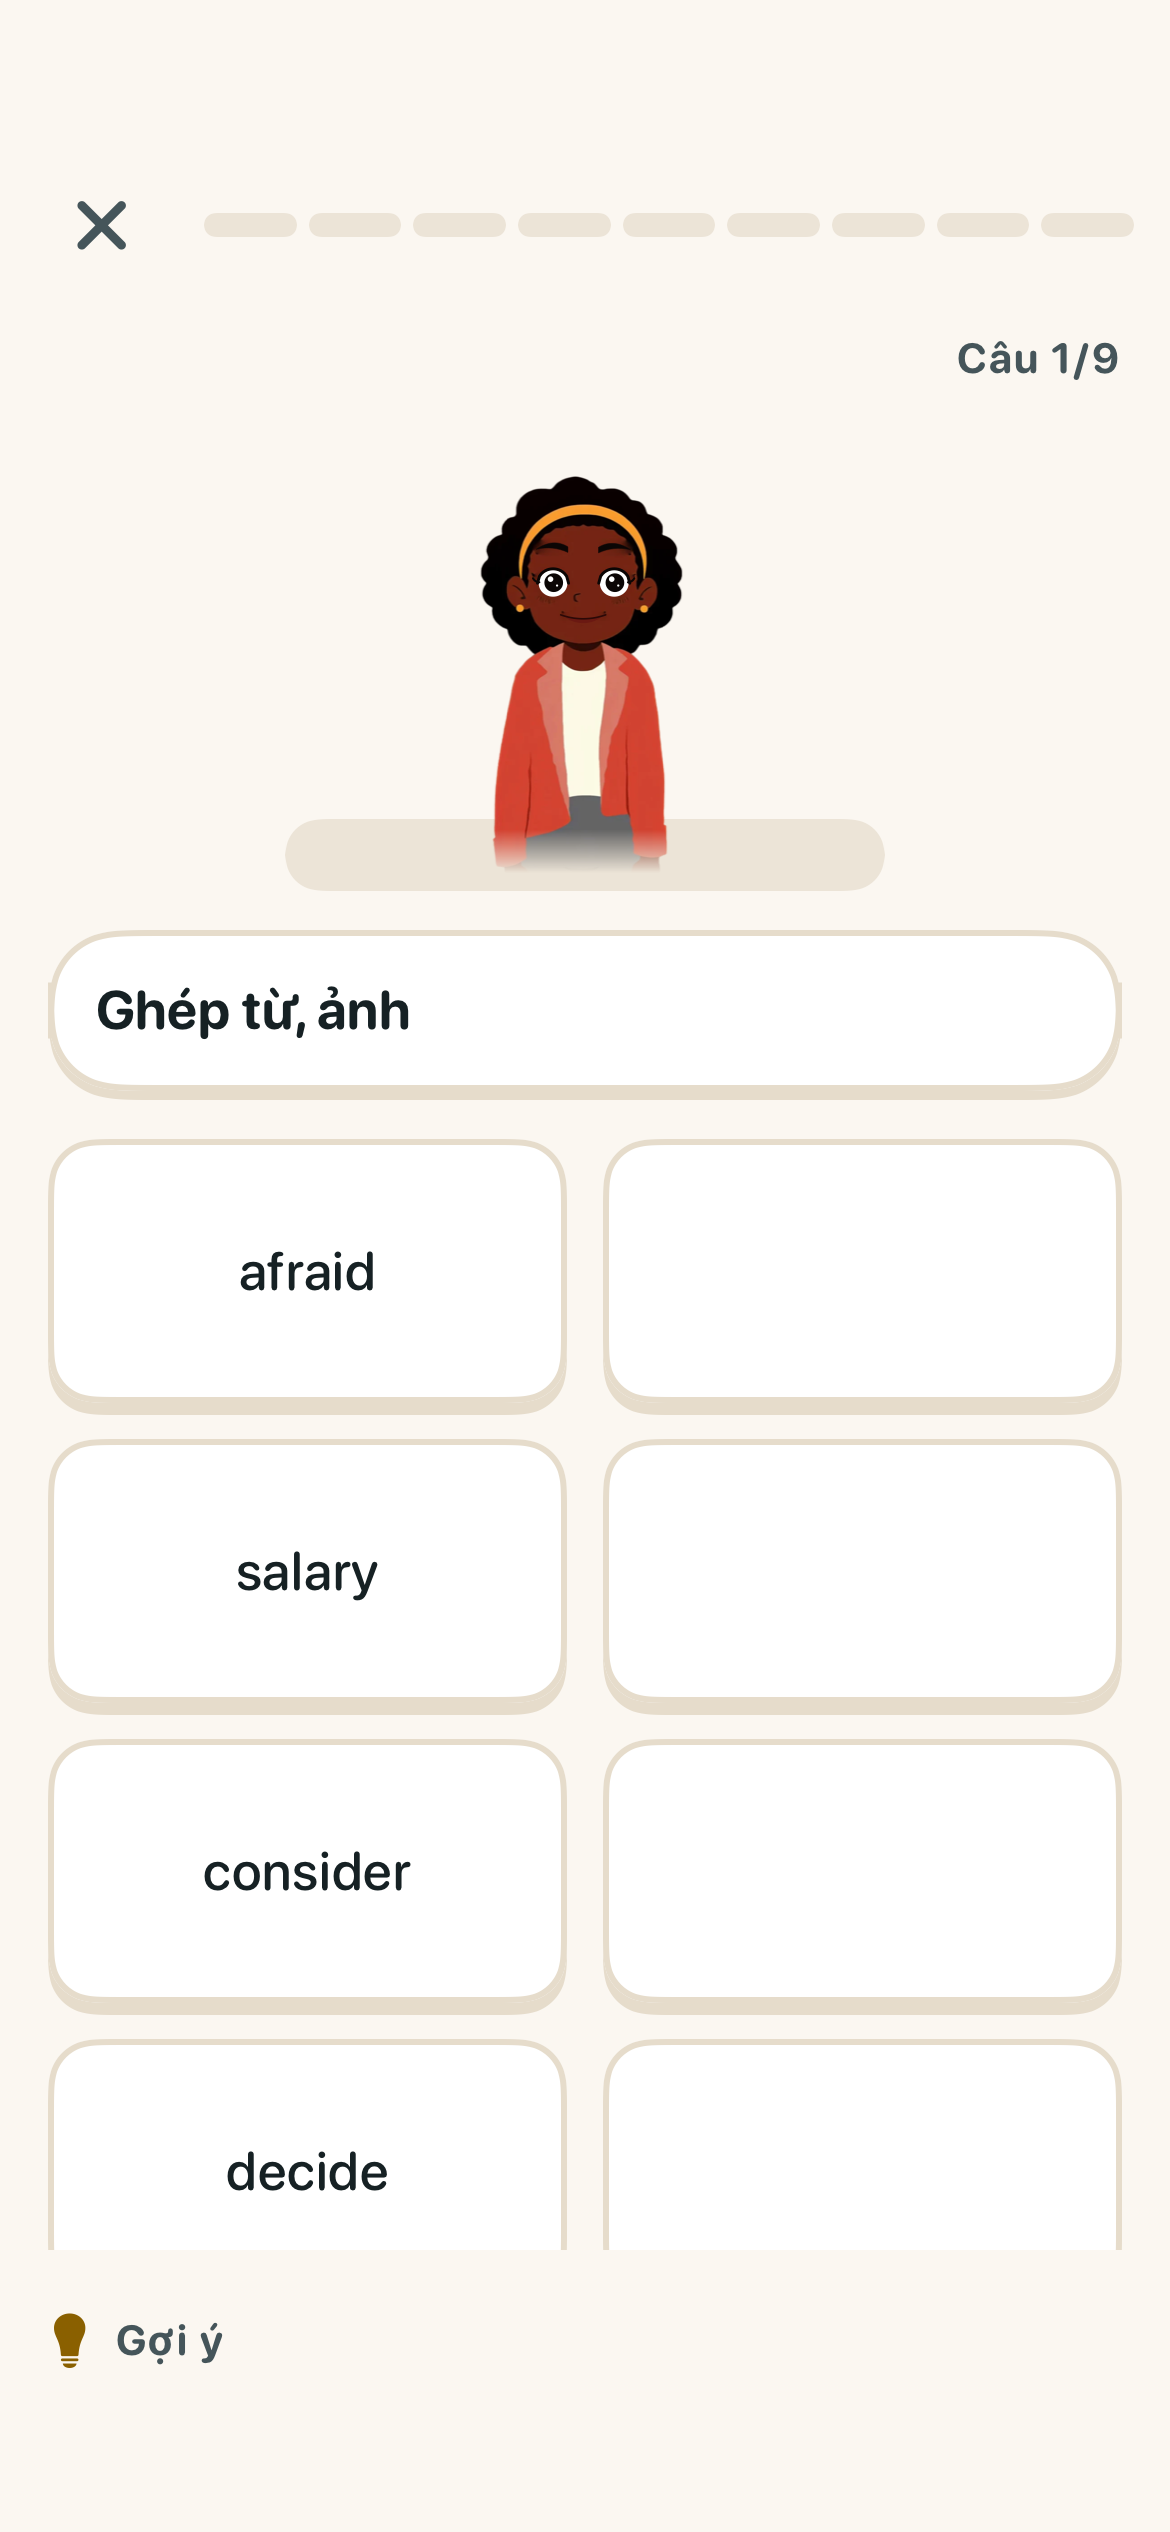 Câu 1/9
Ghép từ, ảnh
afraid
salary
consider
decide
Gợi ý